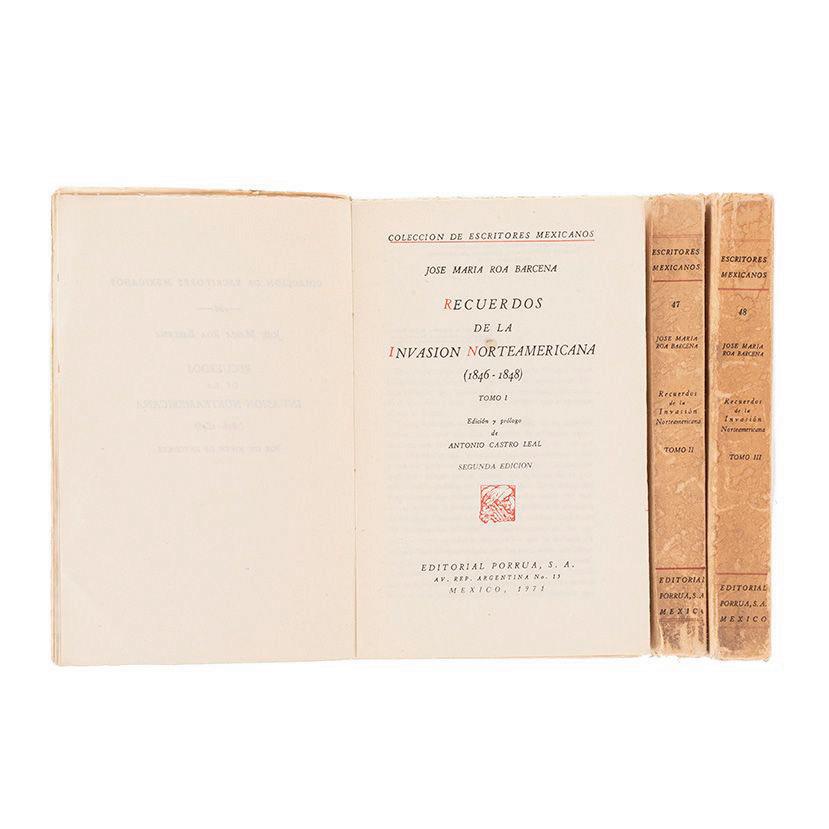 COLECCION DE ESCRITORES MEXICANOS
JOSE MARIA ROA BARCENA
RECUERDOS
DE LA
INVASION NORTEAMERICANA
(1846-1848)
TOMO I
Edición y prólogo
de
ANTONIO CASTRO LEAL
SEGUNDA EDICION
EDITORIAL PORRUA, S. A.
AV. REP. ARGENTINA No. 15
MEXICO, 1971
ESCRITORES
MEXICANOS
47
JOSE MARIA
ROA BARCENA
Recuerdos
de la
Invasión
Norteamericana
TOMO II
EDITORIAL
PORRUA, S.A.
MEXICO
ESCRITORES
MEXICANOS
48
JOSE MARIA
ROA BARCENA
Recuerdos
de la
Invasión
Norteamericana
TOMO III
EDITORIAL
PORRUA, S.A.
MEXICO